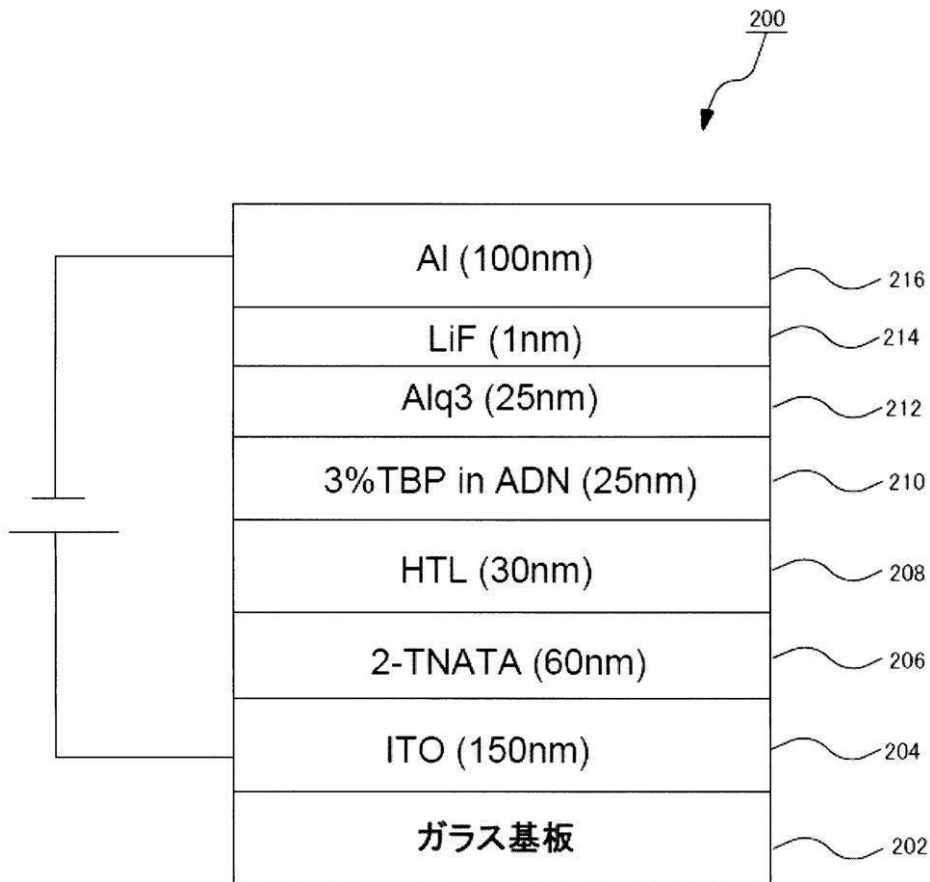 200
Al (100nm)
216
LiF (1nm)
214
Alq3 (25nm)
212
3%TBP in ADN (25nm)
210
HTL (30nm)
208
2-TNATA (60nm)
206
ITO (150nm)
204
ガラス基板
202